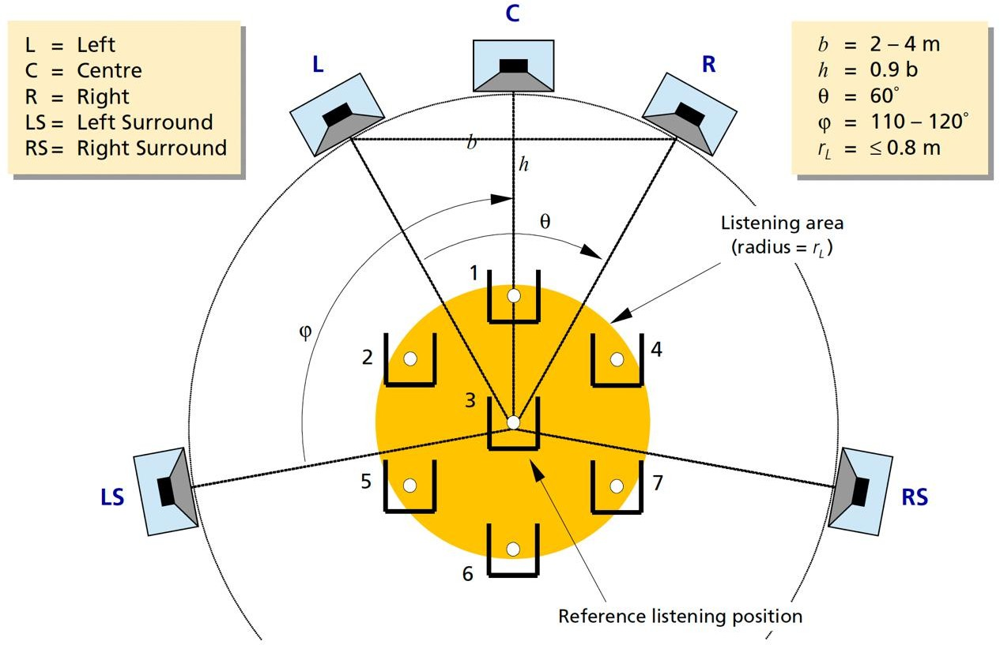 C
L = Left
C = Centre
R = Right
LS = Left Surround
RS = Right Surround
b = 2 – 4 m
h = 0.9 b
θ = 60°
φ = 110 – 120°
r_L = ≤ 0.8 m
L
R
b
h
θ
Listening area
(radius = r_L)
1
φ
2
4
3
5
7
LS
RS
6
Reference listening position